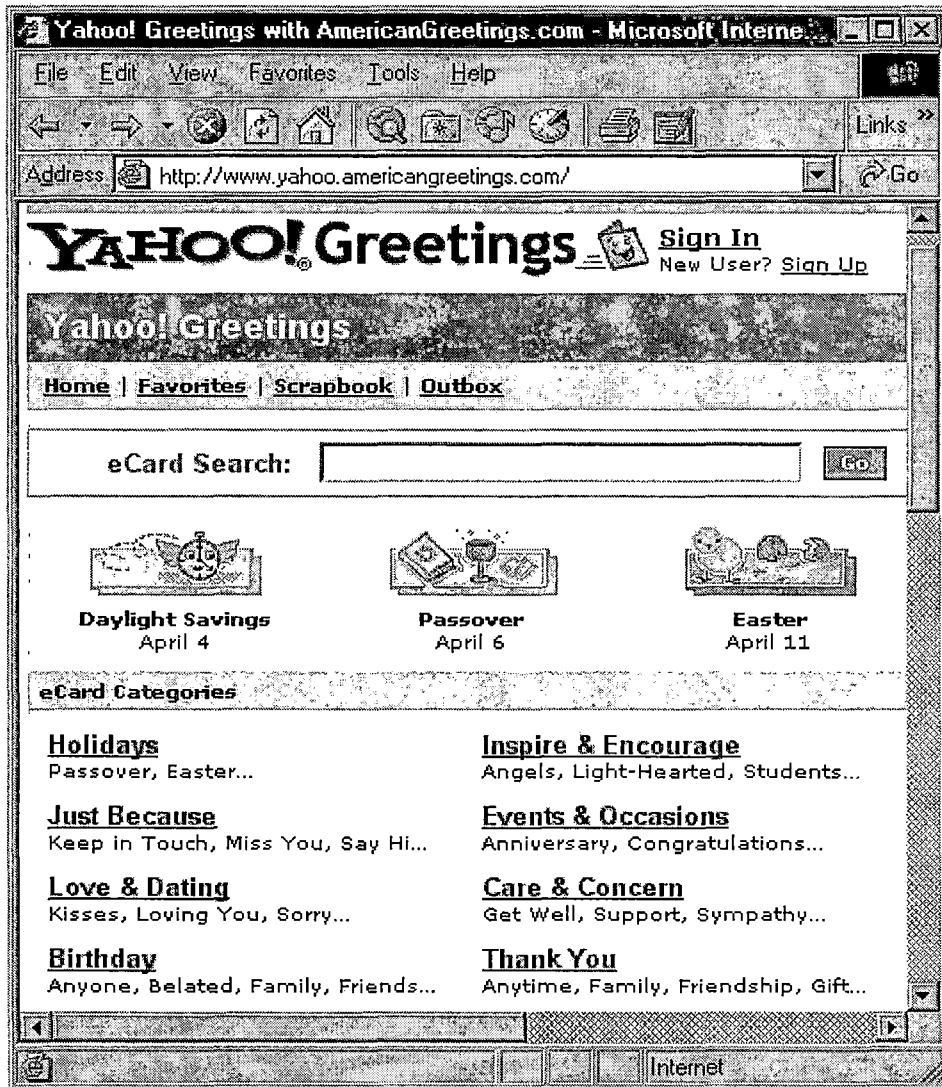 Yahoo! Greetings with AmericanGreetings.com - Microsoft Interne...
File Edit View Favorites Tools Help
Links »
Address http://www.yahoo.americangreetings.com/ Go
YAHOO!® Greetings
Sign In
New User? Sign Up
Yahoo! Greetings
Home | Favorites | Scrapbook | Outbox
eCard Search: Go
Daylight Savings
April 4
Passover
April 6
Easter
April 11
eCard Categories
Holidays
Passover, Easter...
Inspire & Encourage
Angels, Light-Hearted, Students...
Just Because
Keep in Touch, Miss You, Say Hi...
Events & Occasions
Anniversary, Congratulations...
Love & Dating
Kisses, Loving You, Sorry...
Care & Concern
Get Well, Support, Sympathy...
Birthday
Anyone, Belated, Family, Friends...
Thank You
Anytime, Family, Friendship, Gift...
Internet